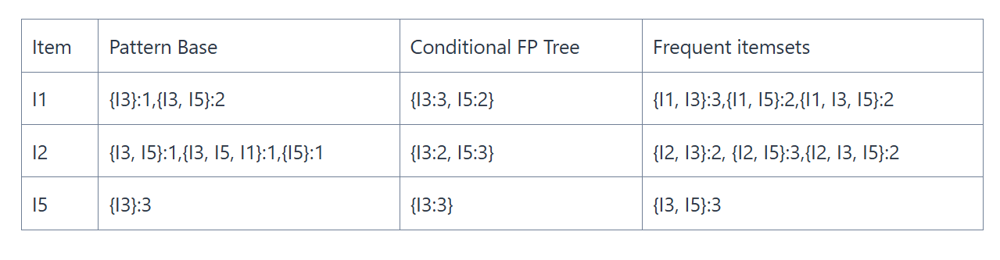 Item Pattern Base Conditional FP Tree Frequent itemsets
I1 {I3}:1,{I3, I5}:2 {I3:3, I5:2} {I1, I3}:3,{I1, I5}:2,{I1, I3, I5}:2
I2 {I3, I5}:1,{I3, I5, I1}:1,{I5}:1 {I3:2, I5:3} {I2, I3}:2, {I2, I5}:3,{I2, I3, I5}:2
I5 {I3}:3 {I3:3} {I3, I5}:3